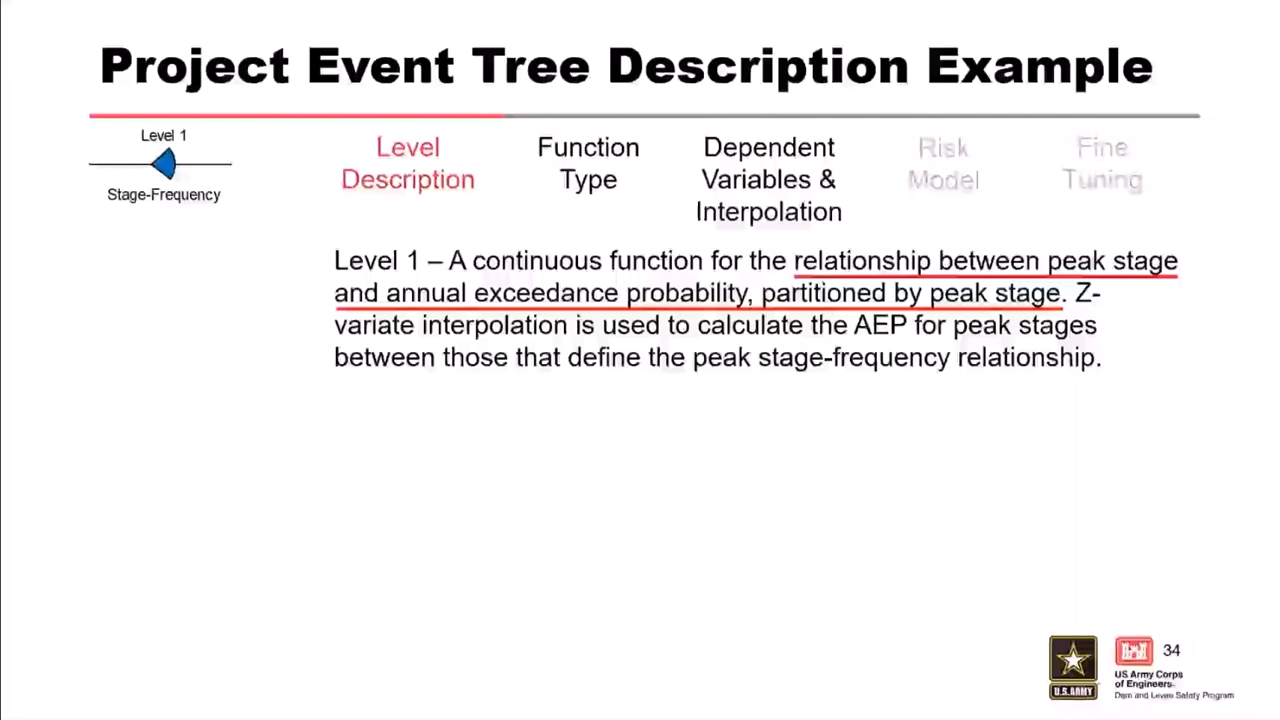 Project Event Tree Description Example
Level 1
Stage-Frequency
Level
Description
Function
Type
Dependent
Variables &
Interpolation
Risk
Model
Fine
Tuning
Level 1 – A continuous function for the relationship between peak stage
and annual exceedance probability, partitioned by peak stage. Z-
variate interpolation is used to calculate the AEP for peak stages
between those that define the peak stage-frequency relationship.
U.S.ARMY
34
US Army Corps
of Engineers
Dam and Levee Safety Program